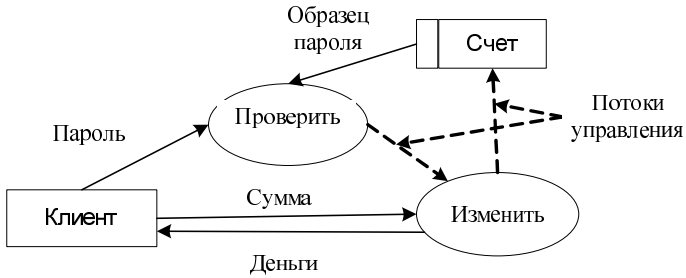 Образец
пароля
Счет
Потоки
управления
Проверить
Пароль
Клиент
Сумма
Изменить
Деньги